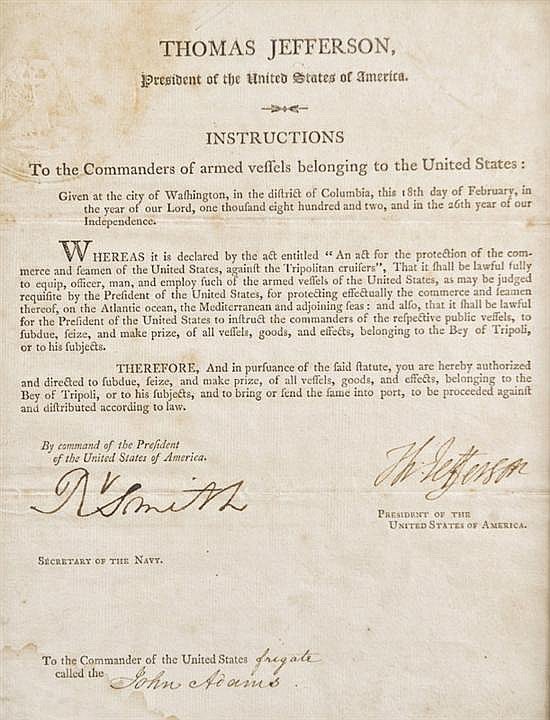 THOMAS JEFFERSON,
President of the United States of America.
INSTRUCTIONS
To the Commanders of armed veſſels belonging to the United States:
Given at the city of Waſhington, in the diſtrict of Columbia, this 18th day of February, in
the year of our Lord, one thouſand eight hundred and two, and in the 26th year of our
Independence.
WHEREAS it is declared by the act entitled "An act for the protection of the com-
merce and ſeamen of the United States, againſt the Tripolitan cruiſers", That it ſhall be lawful fully
to equip, officer, man, and employ ſuch of the armed veſſels of the United States, as may be judged
requiſite by the Preſident of the United States, for protecting effectually the commerce and ſeamen
thereof, on the Atlantic ocean, the Mediterranean and adjoining ſeas: and alſo, that it ſhall be lawful
for the Preſident of the United States to inſtruct the commanders of the reſpective public veſſels, to
ſubdue, ſeize, and make prize, of all veſſels, goods, and effects, belonging to the Bey of Tripoli,
or to his ſubjects.
THEREFORE, And in purſuance of the ſaid ſtatute, you are hereby authorized
and directed to ſubdue, ſeize, and make prize, of all veſſels, goods, and effects, belonging to the
Bey of Tripoli, or to his ſubjects, and to bring or ſend the ſame into port, to be proceeded againſt
and diſtributed according to law.
By command of the Preſident
of the United States of America.
Rt Smith
SECRETARY OF THE NAVY.
Th: Jefferson
PRESIDENT OF THE
UNITED STATES OF AMERICA.
To the Commander of the United States frigate
called the John Adams.